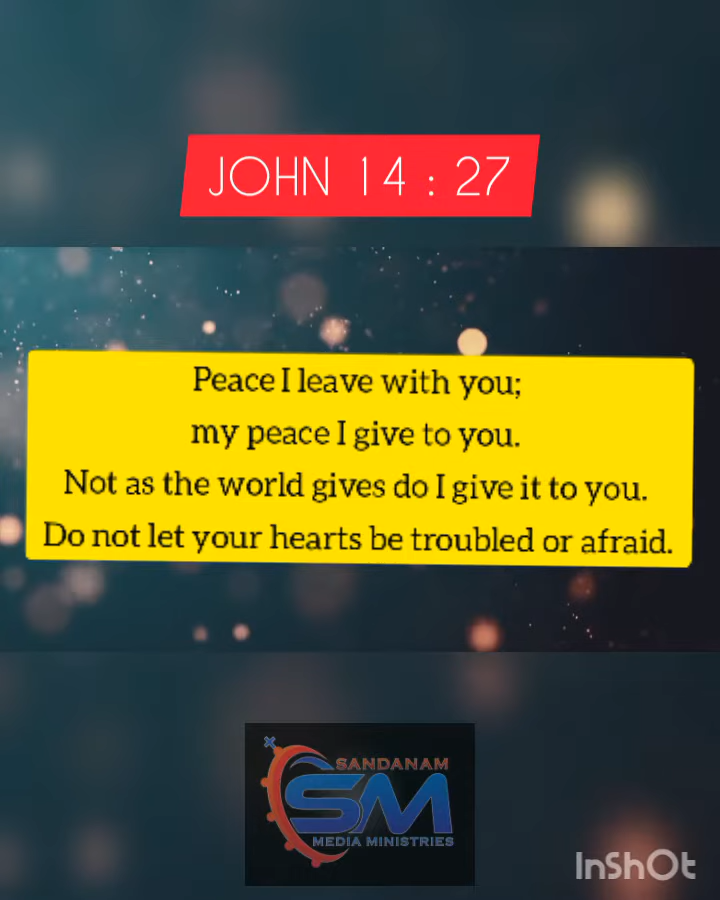 JOHN 14 : 27
Peace I leave with you;
my peace I give to you.
Not as the world gives do I give it to you.
Do not let your hearts be troubled or afraid.
SANDANAM
SM
MEDIA MINISTRIES
InShOt